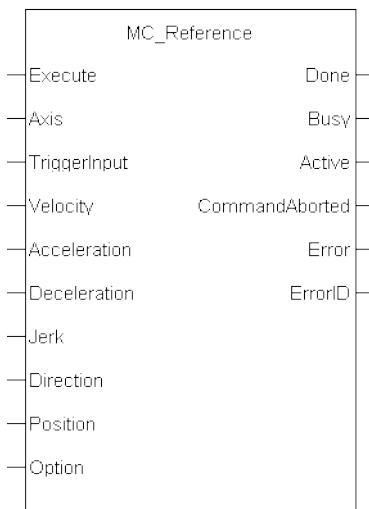 MC_Reference
Execute Done
Axis Busy
TriggerInput Active
Velocity CommandAborted
Acceleration Error
Deceleration ErrorID
Jerk
Direction
Position
Option